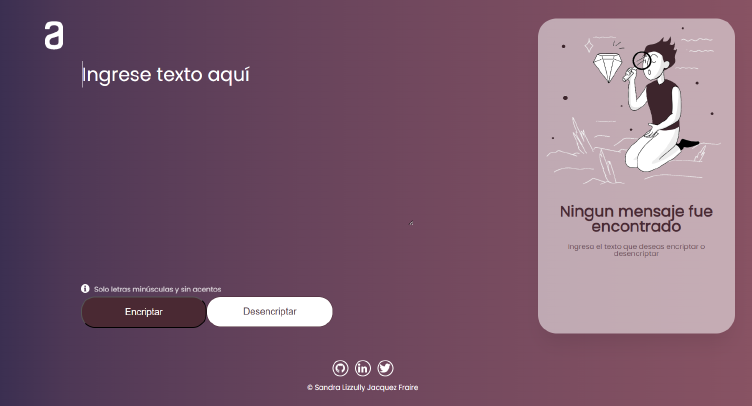 a
Ingrese texto aquí
Ningun mensaje fue
encontrado
Ingresa el texto que deseas encriptar o
desencriptar
Solo letras minúsculas y sin acentos
Encriptar
Desencriptar
© Sandra Lizzully Jacquez Fraire